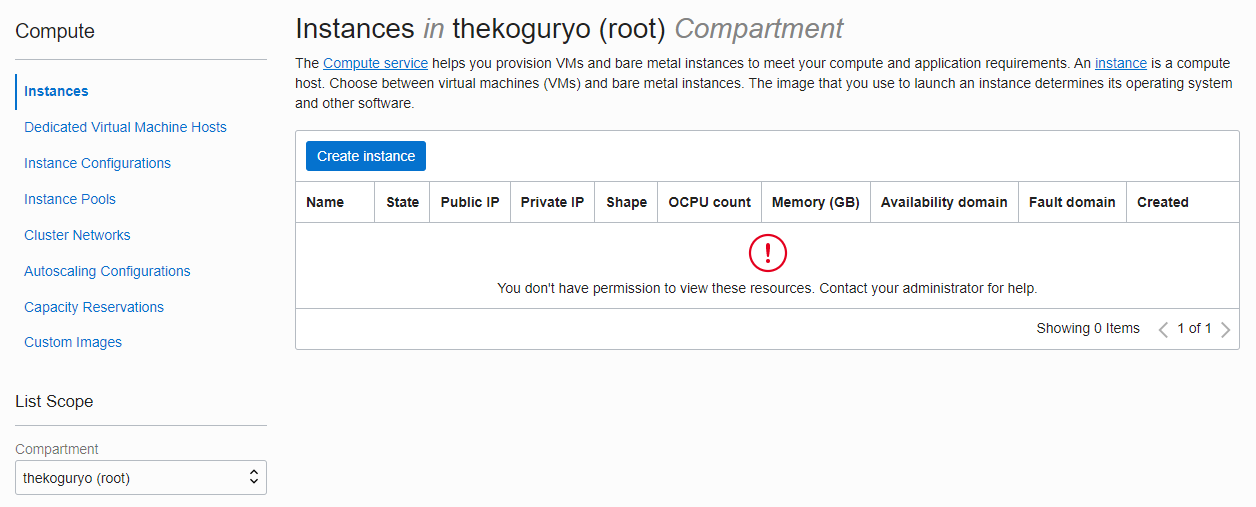 Compute
Instances
Dedicated Virtual Machine Hosts
Instance Configurations
Instance Pools
Cluster Networks
Autoscaling Configurations
Capacity Reservations
Custom Images
List Scope
Compartment
thekoguryo (root)
Instances in thekoguryo (root) Compartment
The Compute service helps you provision VMs and bare metal instances to meet your compute and application requirements. An instance is a compute
host. Choose between virtual machines (VMs) and bare metal instances. The image that you use to launch an instance determines its operating system
and other software.
Create instance
Name State Public IP Private IP Shape OCPU count Memory (GB) Availability domain Fault domain Created
You don't have permission to view these resources. Contact your administrator for help.
Showing 0 Items 1 of 1